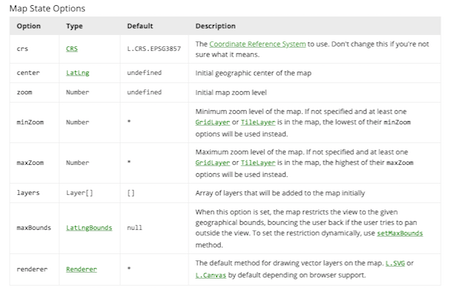 Map State Options
Option Type Default Description
crs CRS L.CRS.EPSG3857 The Coordinate Reference System to use. Don't change this if you're not
sure what it means.
center LatLng undefined Initial geographic center of the map
zoom Number undefined Initial map zoom level
minZoom Number * Minimum zoom level of the map. If not specified and at least one
GridLayer or TileLayer is in the map, the lowest of their minZoom
options will be used instead.
maxZoom Number * Maximum zoom level of the map. If not specified and at least one
GridLayer or TileLayer is in the map, the highest of their maxZoom
options will be used instead.
layers Layer[] [] Array of layers that will be added to the map initially
maxBounds LatLngBounds null When this option is set, the map restricts the view to the given
geographical bounds, bouncing the user back if the user tries to pan
outside the view. To set the restriction dynamically, use setMaxBounds
method.
renderer Renderer * The default method for drawing vector layers on the map. L.SVG or
L.Canvas by default depending on browser support.